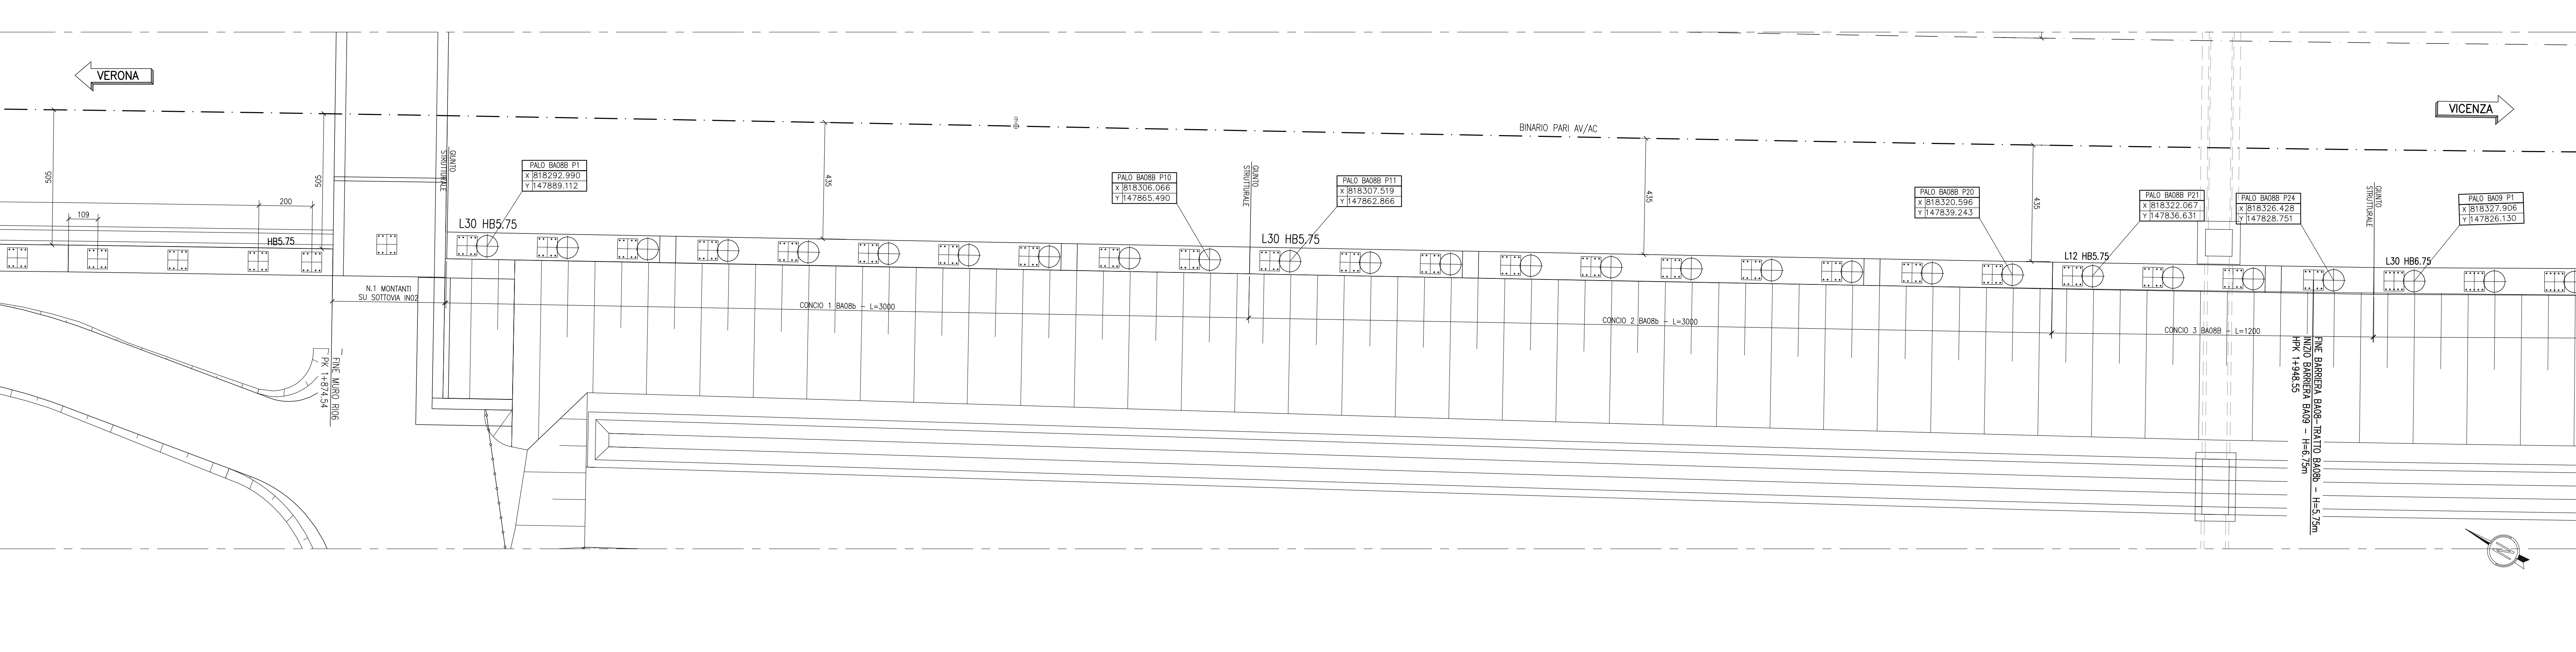 VERONA
VICENZA
9
BINARIO PARI AV/AC
505
505
109
200
HB5.75
GIUNTO
STRUTTURALE
PALO BA08B P1
X 818292.990
Y 147889.112
L30 HB5.75
435
PALO BA08B P10
X 818306.066
Y 147865.490
GIUNTO
STRUTTURALE
L30 HB5.75
PALO BA08B P11
X 818307.519
Y 147862.866
435
PALO BA08B P20
X 818320.596
Y 147839.243
435
L12 HB5.75
PALO BA08B P21
X 818322.067
Y 147836.631
PALO BA08B P24
X 818326.428
Y 147828.751
GIUNTO
STRUTTURALE
L30 HB6.75
PALO BA09 P1
X 818327.906
Y 147826.130
N.1 MONTANTI
SU SOTTOVIA IN02
CONCIO 1 BA08b - L=3000
CONCIO 2 BA08b - L=3000
CONCIO 3 BA08B - L=1200
FINE MURO RI06
PK 1+874.54
FINE BARRIERA BA08-TRATTO BA08b - H=5.75m
INIZIO BARRIERA BA09 - H=6.75m
HPK 1+948.55
N